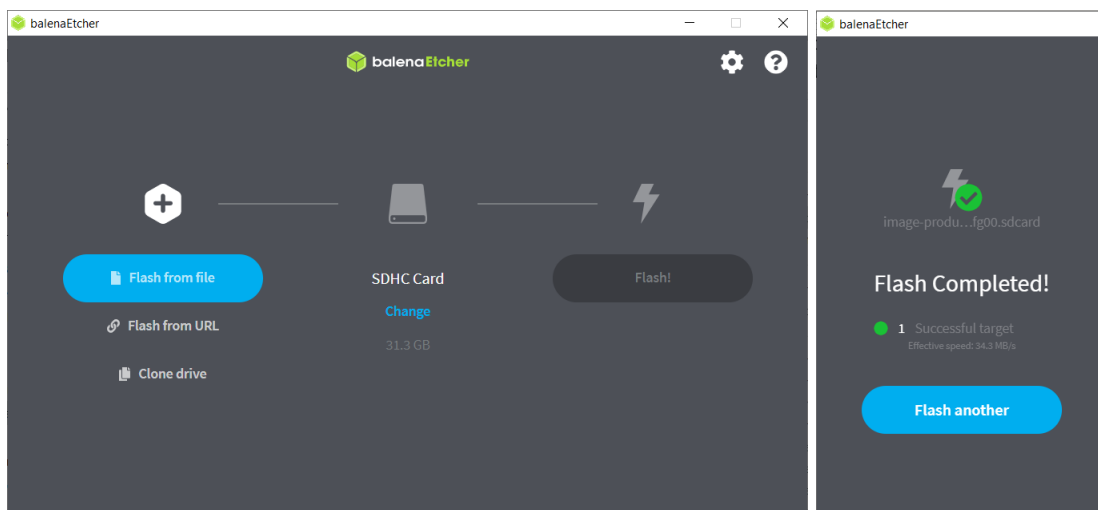 balenaEtcher
balenaEtcher
Flash from file
Flash from URL
Clone drive
SDHC Card
Change
31.3 GB
Flash!
balenaEtcher
image-produ...fg00.sdcard
Flash Completed!
1 Successful target
Effective speed: 34.3 MB/s
Flash another